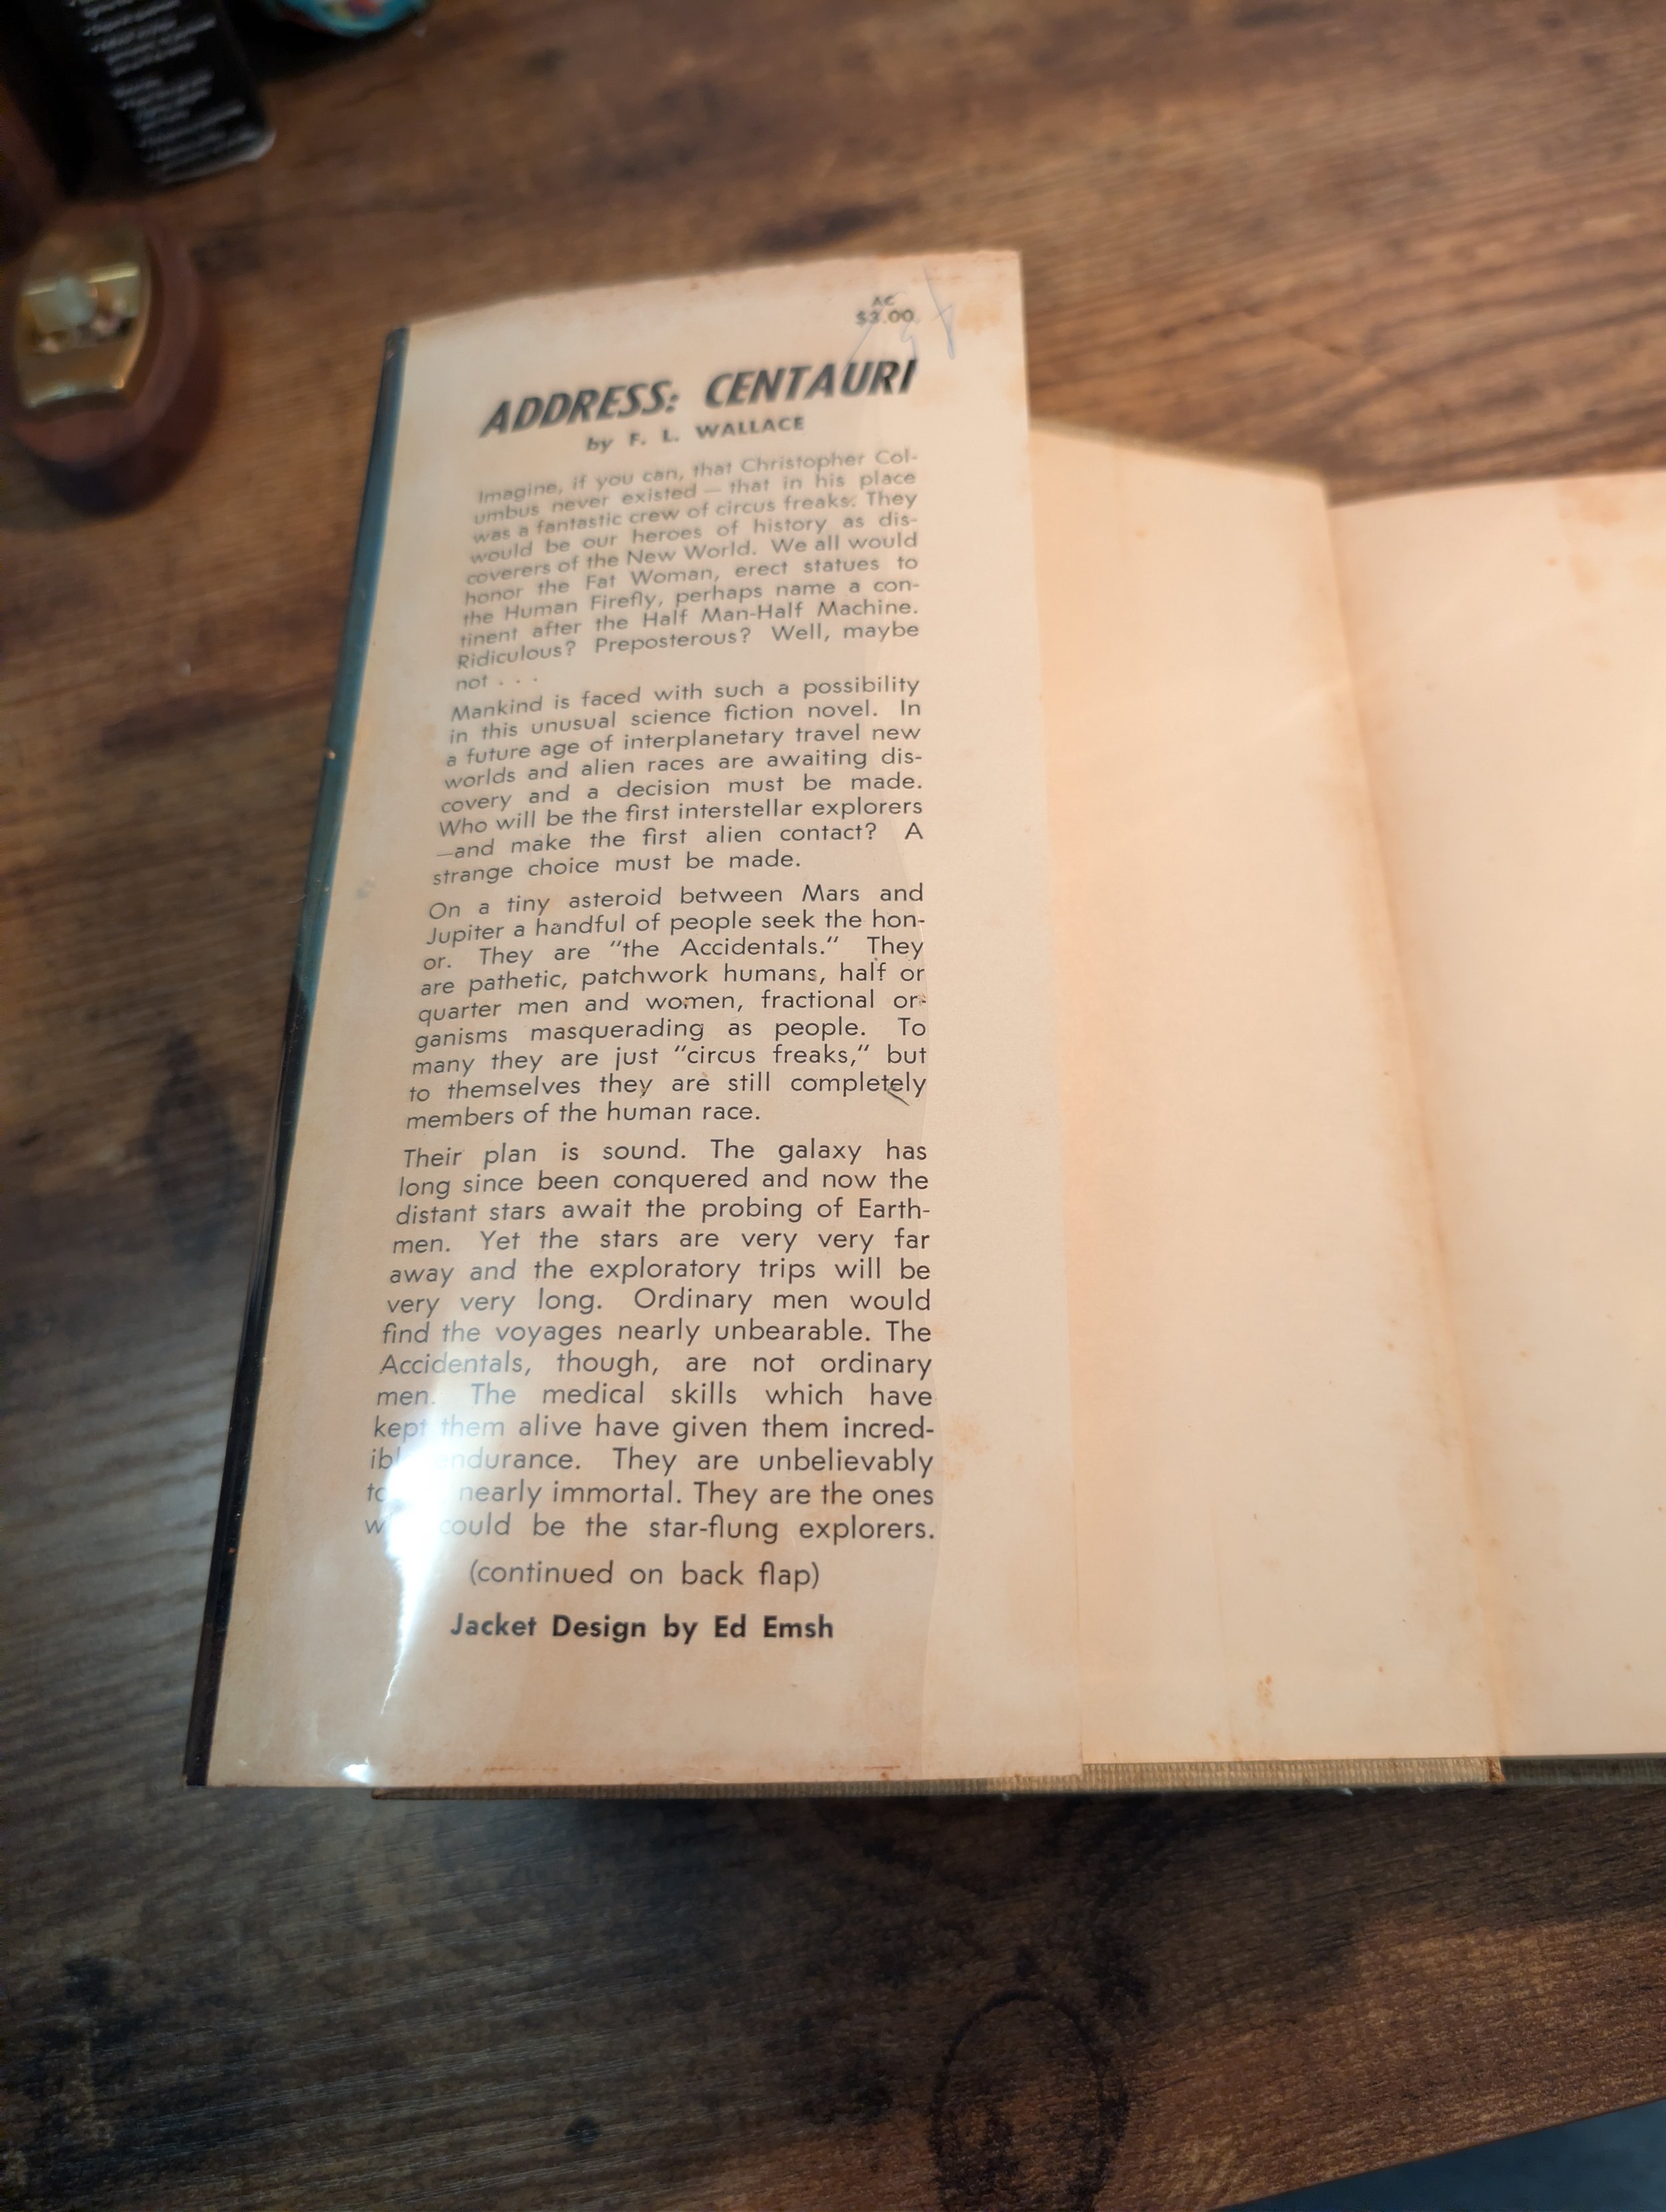 AC
$3.00
ADDRESS: CENTAURI
by F. L. WALLACE
Imagine, if you can, that Christopher Col-
umbus never existed — that in his place
was a fantastic crew of circus freaks. They
would be our heroes of history as dis-
coverers of the New World. We all would
honor the Fat Woman, erect statues to
the Human Firefly, perhaps name a con-
tinent after the Half Man-Half Machine.
Ridiculous? Preposterous? Well, maybe
not . . .
Mankind is faced with such a possibility
in this unusual science fiction novel. In
a future age of interplanetary travel new
worlds and alien races are awaiting dis-
covery and a decision must be made.
Who will be the first interstellar explorers
—and make the first alien contact? A
strange choice must be made.
On a tiny asteroid between Mars and
Jupiter a handful of people seek the hon-
or. They are "the Accidentals." They
are pathetic, patchwork humans, half or
quarter men and women, fractional or-
ganisms masquerading as people. To
many they are just "circus freaks," but
to themselves they are still completely
members of the human race.
Their plan is sound. The galaxy has
long since been conquered and now the
distant stars await the probing of Earth-
men. Yet the stars are very very far
away and the exploratory trips will be
very very long. Ordinary men would
find the voyages nearly unbearable. The
Accidentals, though, are not ordinary
men. The medical skills which have
kept them alive have given them incred-
endurance. They are unbelievably
nearly immortal. They are the ones
could be the star-flung explorers.
(continued on back flap)
Jacket Design by Ed Emsh